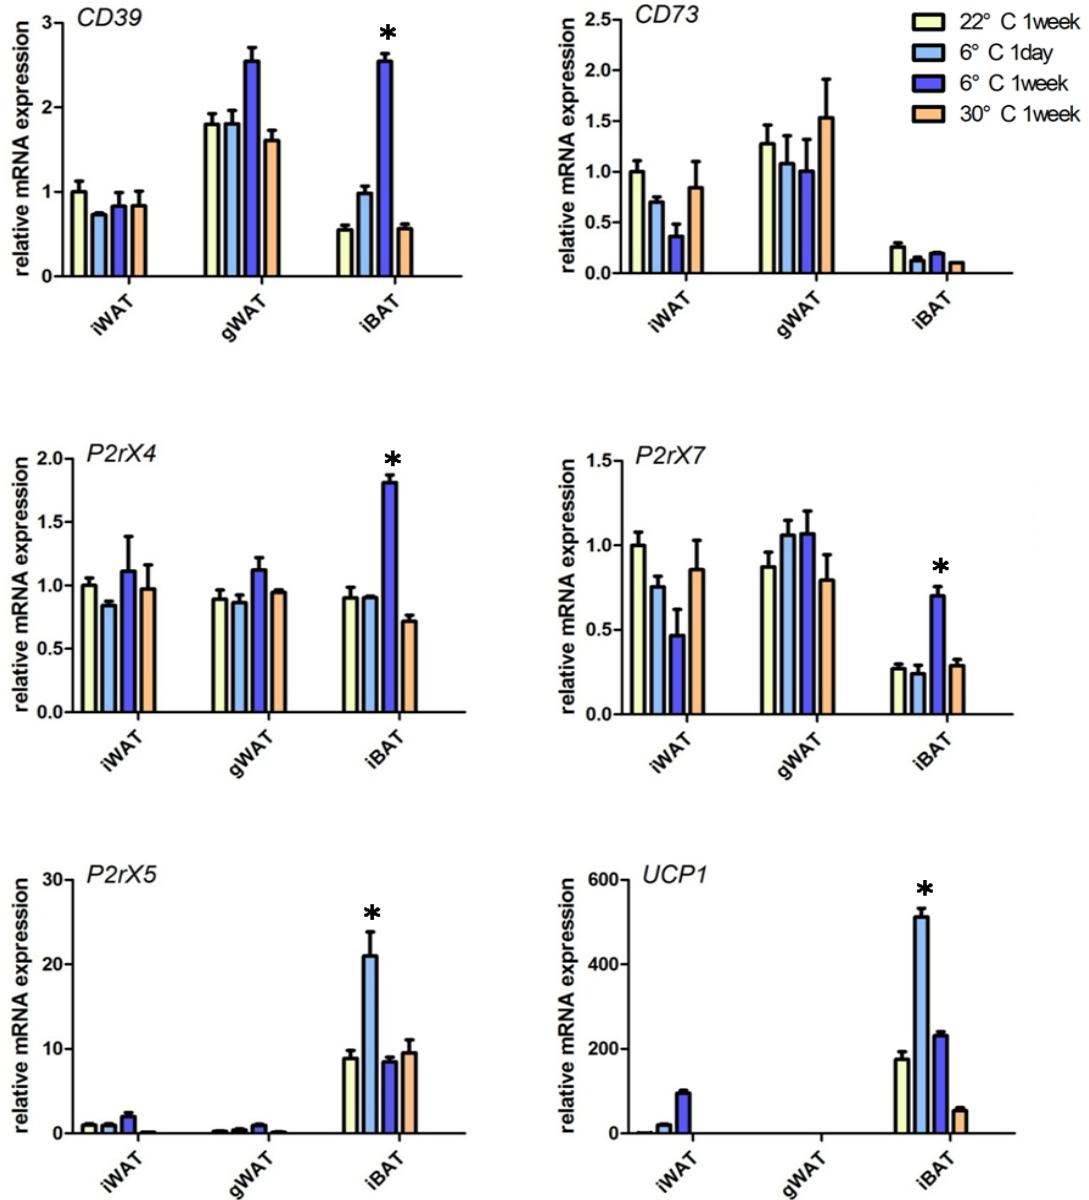 CD39
relative mRNA expression
3
2
1
0
*
iWAT
gWAT
iBAT
CD73
relative mRNA expression
2.5
2.0
1.5
1.0
0.5
0.0
iWAT
gWAT
iBAT
22° C 1week
6° C 1day
6° C 1week
30° C 1week
P2rX4
relative mRNA expression
2.0
1.5
1.0
0.5
0.0
*
iWAT
gWAT
iBAT
P2rX7
relative mRNA expression
1.5
1.0
0.5
0.0
*
iWAT
gWAT
iBAT
P2rX5
relative mRNA expression
30
20
10
0
*
iWAT
gWAT
iBAT
UCP1
relative mRNA expression
600
400
200
0
*
iWAT
gWAT
iBAT